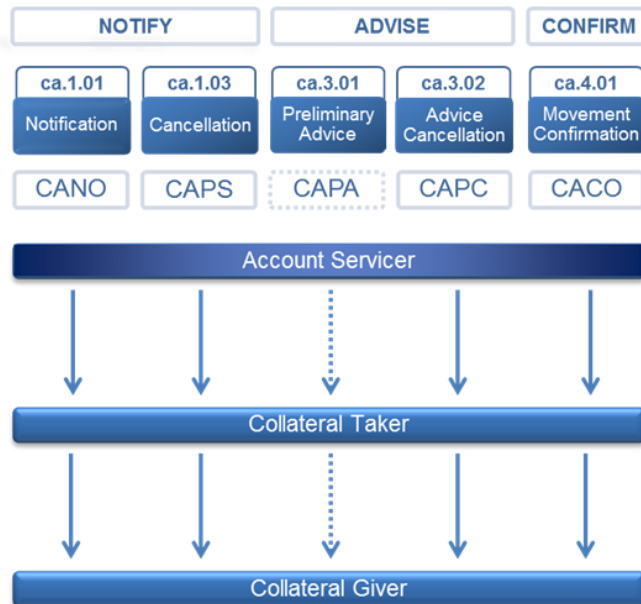 NOTIFY ADVISE CONFIRM
ca.1.01 ca.1.03 ca.3.01 ca.3.02 ca.4.01
Notification Cancellation Preliminary Advice Advice Cancellation Movement Confirmation
CANO CAPS CAPA CAPC CACO
Account Servicer
Collateral Taker
Collateral Giver